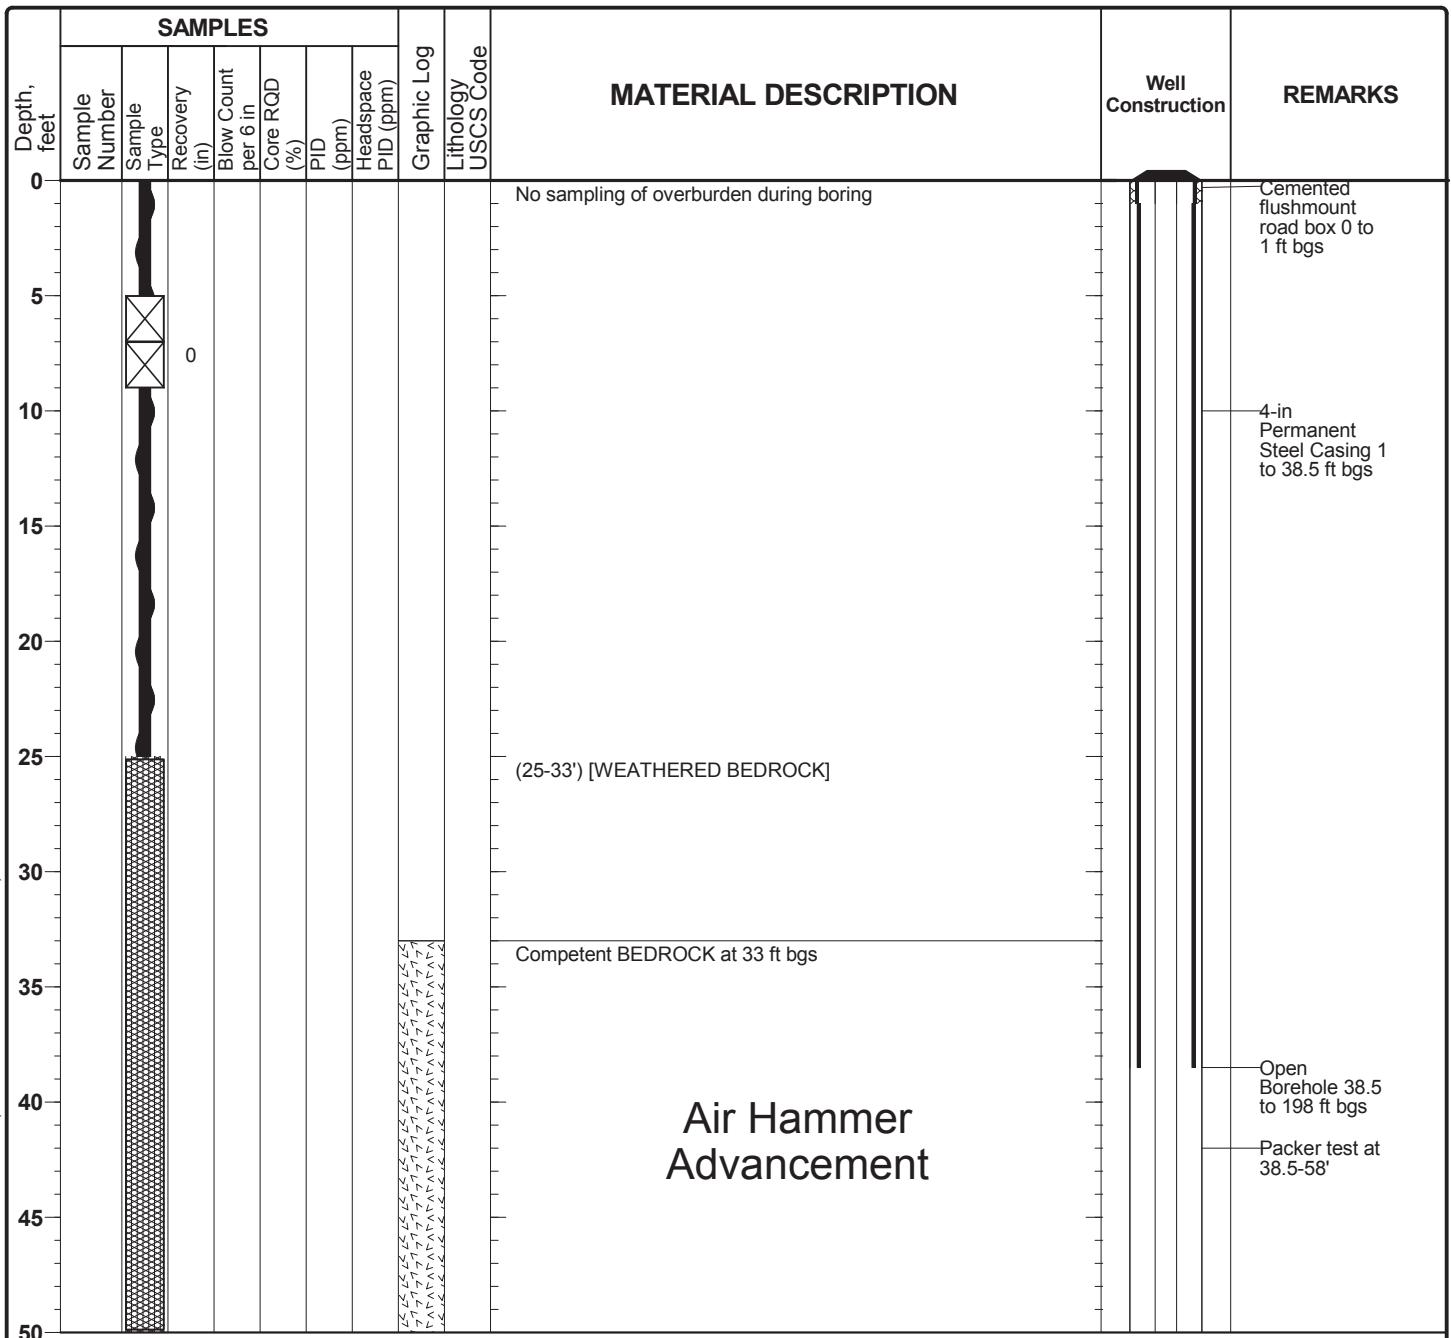 SAMPLES
Depth,
feet
Sample
Number
Sample
Type
Recovery
(in)
Blow Count
per 6 in
Core RQD
(%)
PID
(ppm)
Headspace
PID (ppm)
Graphic Log
Lithology
USCS Code
MATERIAL DESCRIPTION
Well
Construction
REMARKS
0
No sampling of overburden during boring
Cemented
flushmount
road box 0 to
1 ft bgs
5
0
10
4-in
Permanent
Steel Casing 1
to 38.5 ft bgs
15
20
25
(25-33') [WEATHERED BEDROCK]
30
Competent BEDROCK at 33 ft bgs
35
Open
Borehole 38.5
to 198 ft bgs
40
Air Hammer
Advancement
Packer test at
38.5-58'
45
50